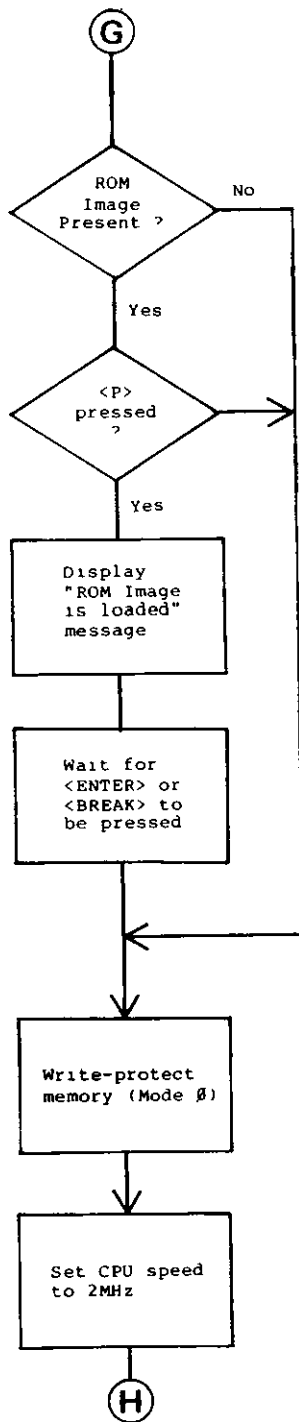 G
ROM
Image
Present ?
No
Yes
<P>
pressed
?
Yes
Display
"ROM Image
is loaded"
message
Wait for
<ENTER> or
<BREAK> to
be pressed
Write-protect
memory (Mode Ø)
Set CPU speed
to 2MHz
H